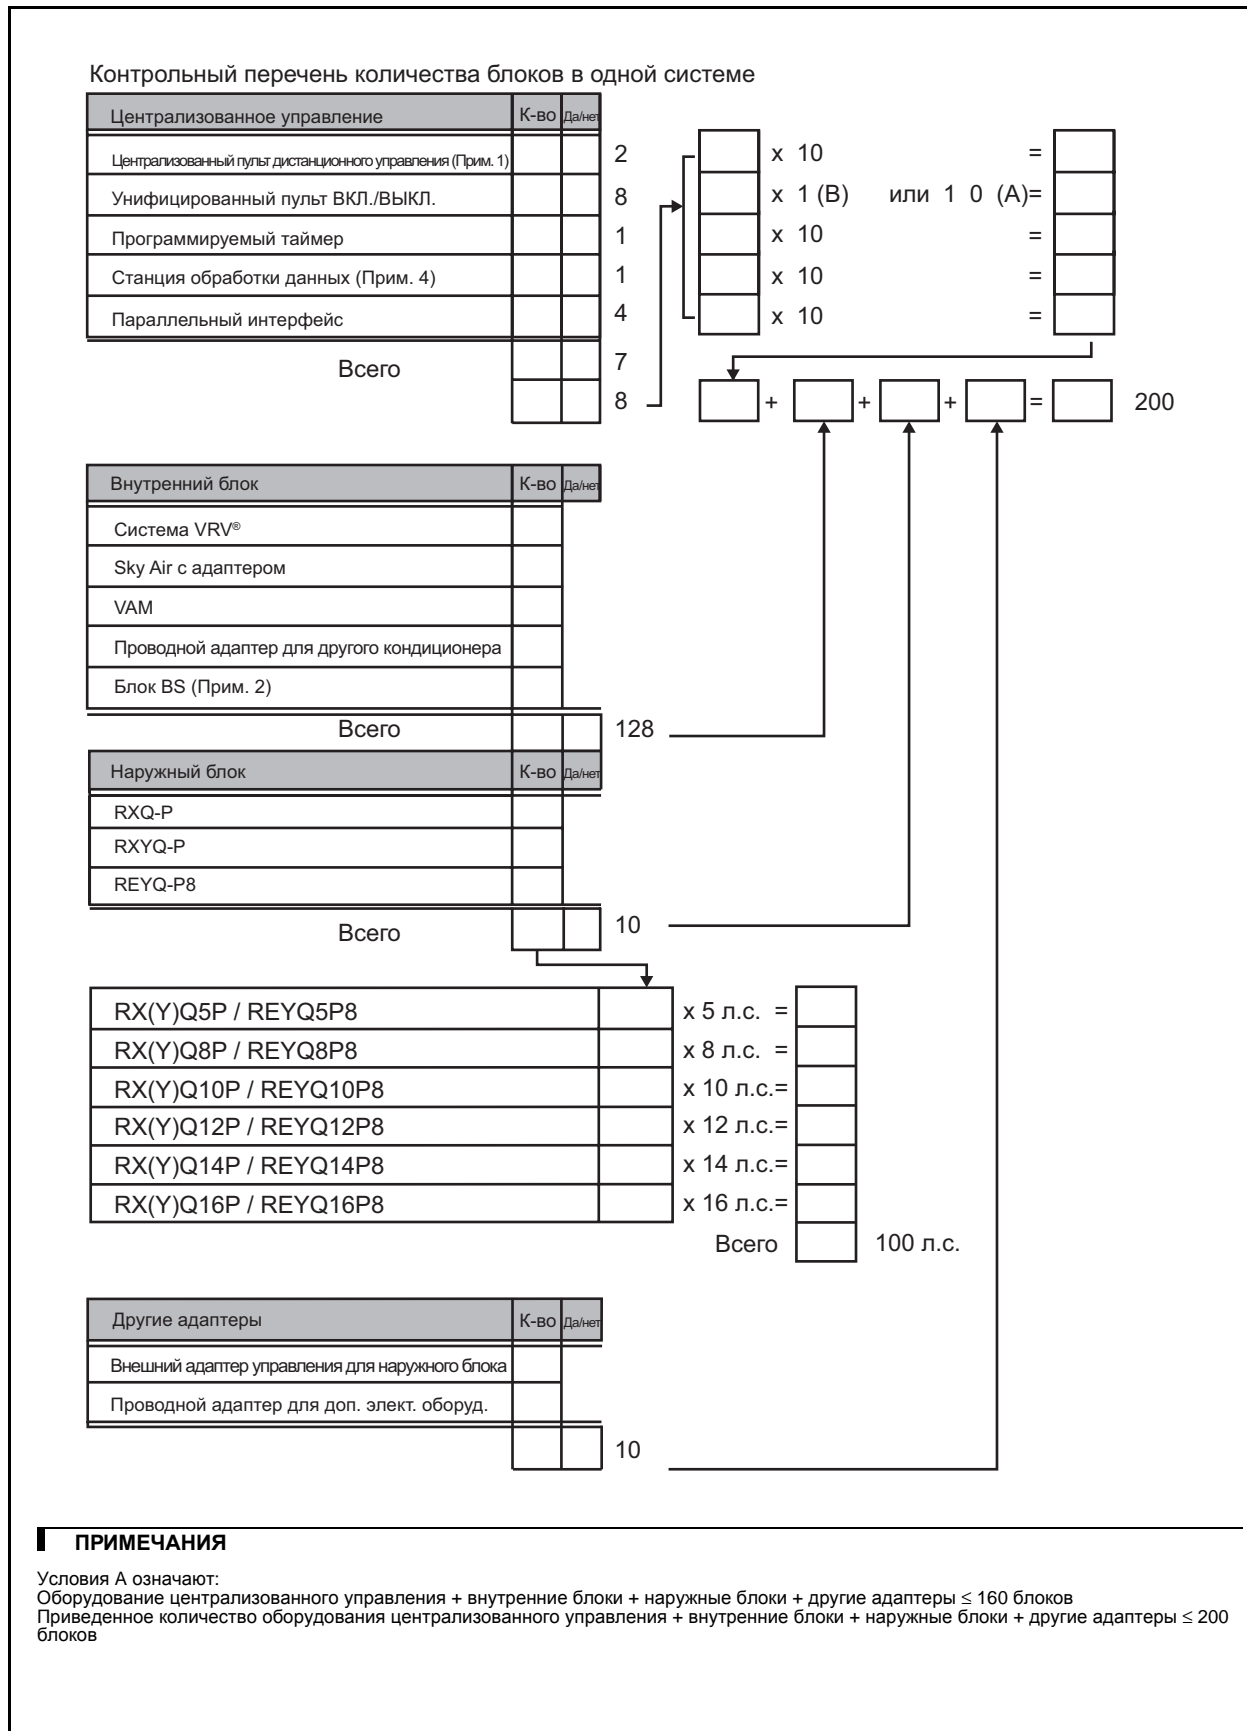 Контрольный перечень количества блоков в одной системе
Централизованное управление К-во Да/нет
Централизованный пульт дистанционного управления (Прим. 1) 2 x 10 =
Унифицированный пульт ВКЛ./ВЫКЛ. 8 x 1 (B) или 1 0 (A)=
Программируемый таймер 1 x 10 =
Станция обработки данных (Прим. 4) 1 x 10 =
Параллельный интерфейс 4 x 10 =
Всего 7
8 + + + = 200
Внутренний блок К-во Да/нет
Система VRV®
Sky Air с адаптером
VAM
Проводной адаптер для другого кондиционера
Блок BS (Прим. 2)
Всего 128
Наружный блок К-во Да/нет
RXQ-P
RXYQ-P
REYQ-P8
Всего 10
RX(Y)Q5P / REYQ5P8 x 5 л.с. =
RX(Y)Q8P / REYQ8P8 x 8 л.с. =
RX(Y)Q10P / REYQ10P8 x 10 л.с.=
RX(Y)Q12P / REYQ12P8 x 12 л.с.=
RX(Y)Q14P / REYQ14P8 x 14 л.с.=
RX(Y)Q16P / REYQ16P8 x 16 л.с.=
Всего 100 л.с.
Другие адаптеры К-во Да/нет
Внешний адаптер управления для наружного блока
Проводной адаптер для доп. элект. оборуд.
10
ПРИМЕЧАНИЯ
Условия A означают:
Оборудование централизованного управления + внутренние блоки + наружные блоки + другие адаптеры ≤ 160 блоков
Приведенное количество оборудования централизованного управления + внутренние блоки + наружные блоки + другие адаптеры ≤ 200
блоков